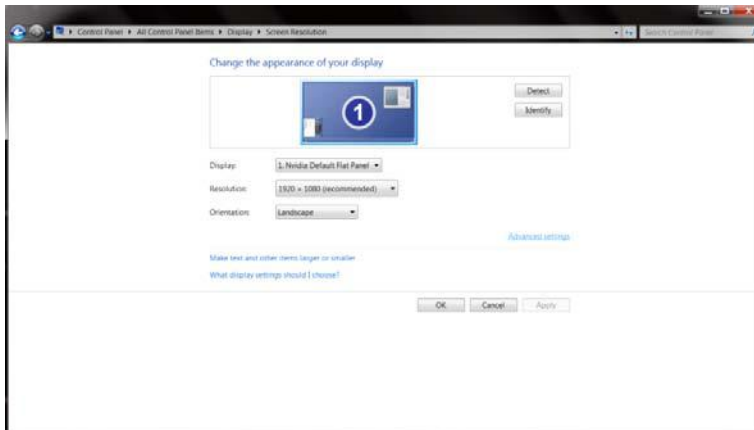 Control Panel ▸ All Control Panel Items ▸ Display ▸ Screen Resolution
Search Control Panel
Change the appearance of your display
1
Detect
Identify
Display: 1. Nvidia Default Flat Panel
Resolution: 1920 × 1080 (recommended)
Orientation: Landscape
Advanced settings
Make text and other items larger or smaller
What display settings should I choose?
OK Cancel Apply